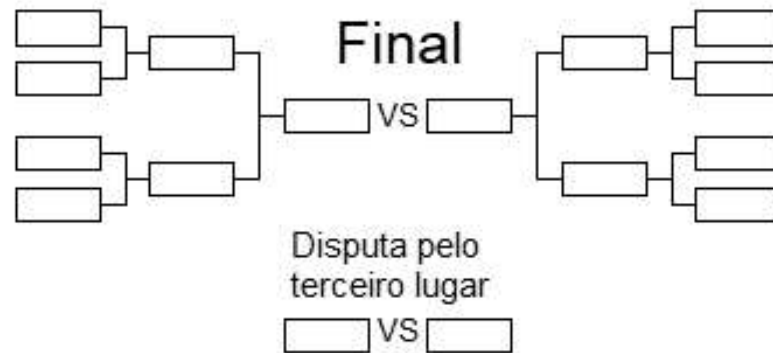 Final
VS
Disputa pelo
terceiro lugar
VS